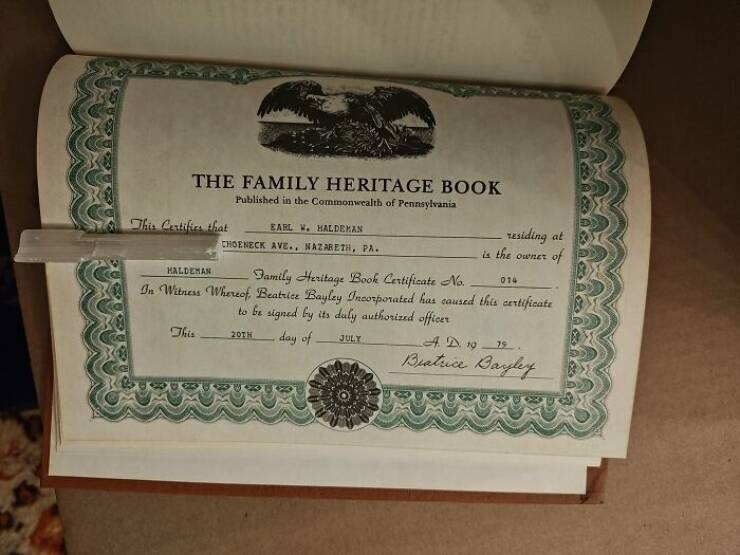 THE FAMILY HERITAGE BOOK
Published in the Commonwealth of Pennsylvania
This Certifies that EARL W. HALDEMAN residing at
CHOENECK AVE., NAZARETH, PA. is the owner of
HALDEMAN Family Heritage Book Certificate No. 014.
In Witness Whereof, Beatrice Bayley Incorporated has caused this certificate
to be signed by its duly authorized officer
This 20TH day of JULY A. D. 19 79.
Beatrice Bayley